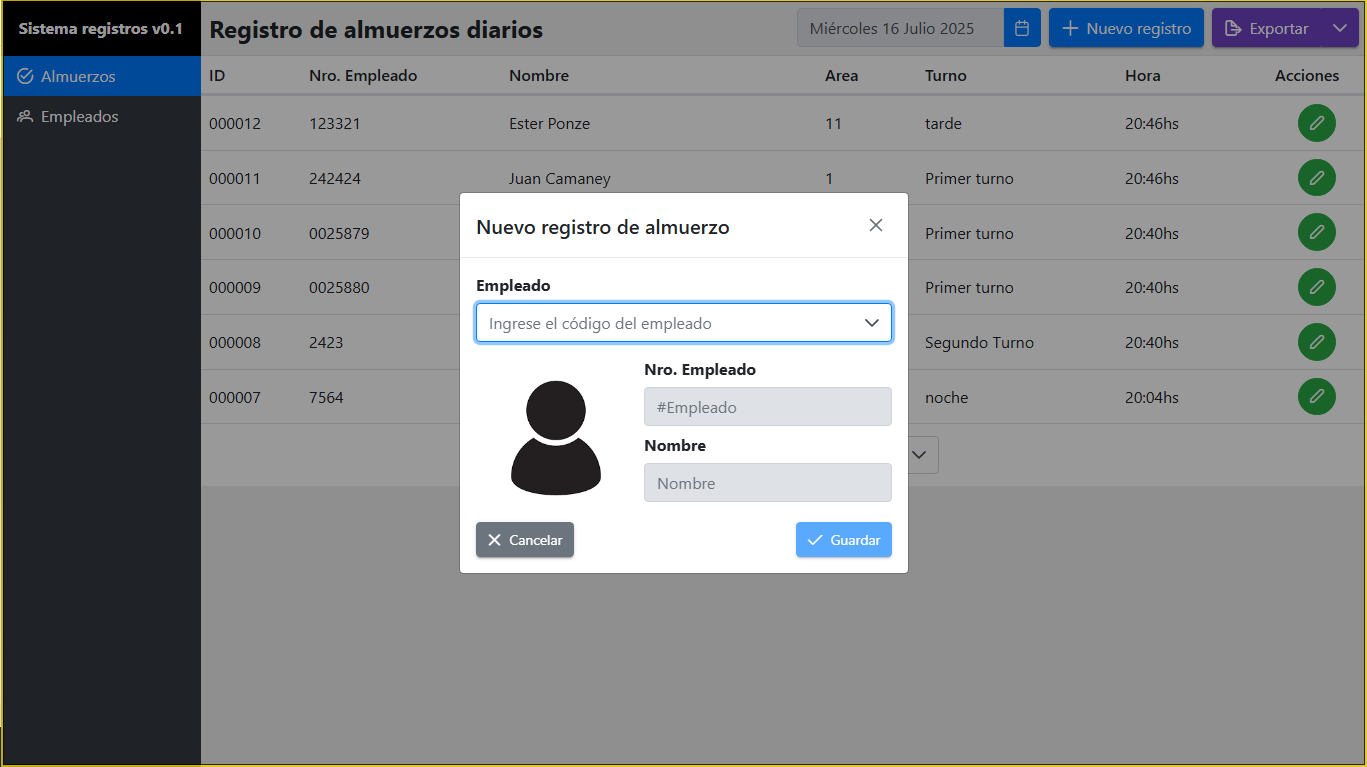 Sistema registros v0.1
Registro de almuerzos diarios
Miércoles 16 Julio 2025
Nuevo registro
Exportar
Almuerzos
Empleados
ID Nro. Empleado Nombre Area Turno Hora Acciones
000012 123321 Ester Ponze 11 tarde 20:46hs
000011 242424 Juan Camaney 1 Primer turno 20:46hs
000010 0025879 Primer turno 20:40hs
000009 0025880 Primer turno 20:40hs
000008 2423 Segundo Turno 20:40hs
000007 7564 noche 20:04hs
Nuevo registro de almuerzo
Empleado
Ingrese el código del empleado
Nro. Empleado
#Empleado
Nombre
Nombre
Cancelar
Guardar